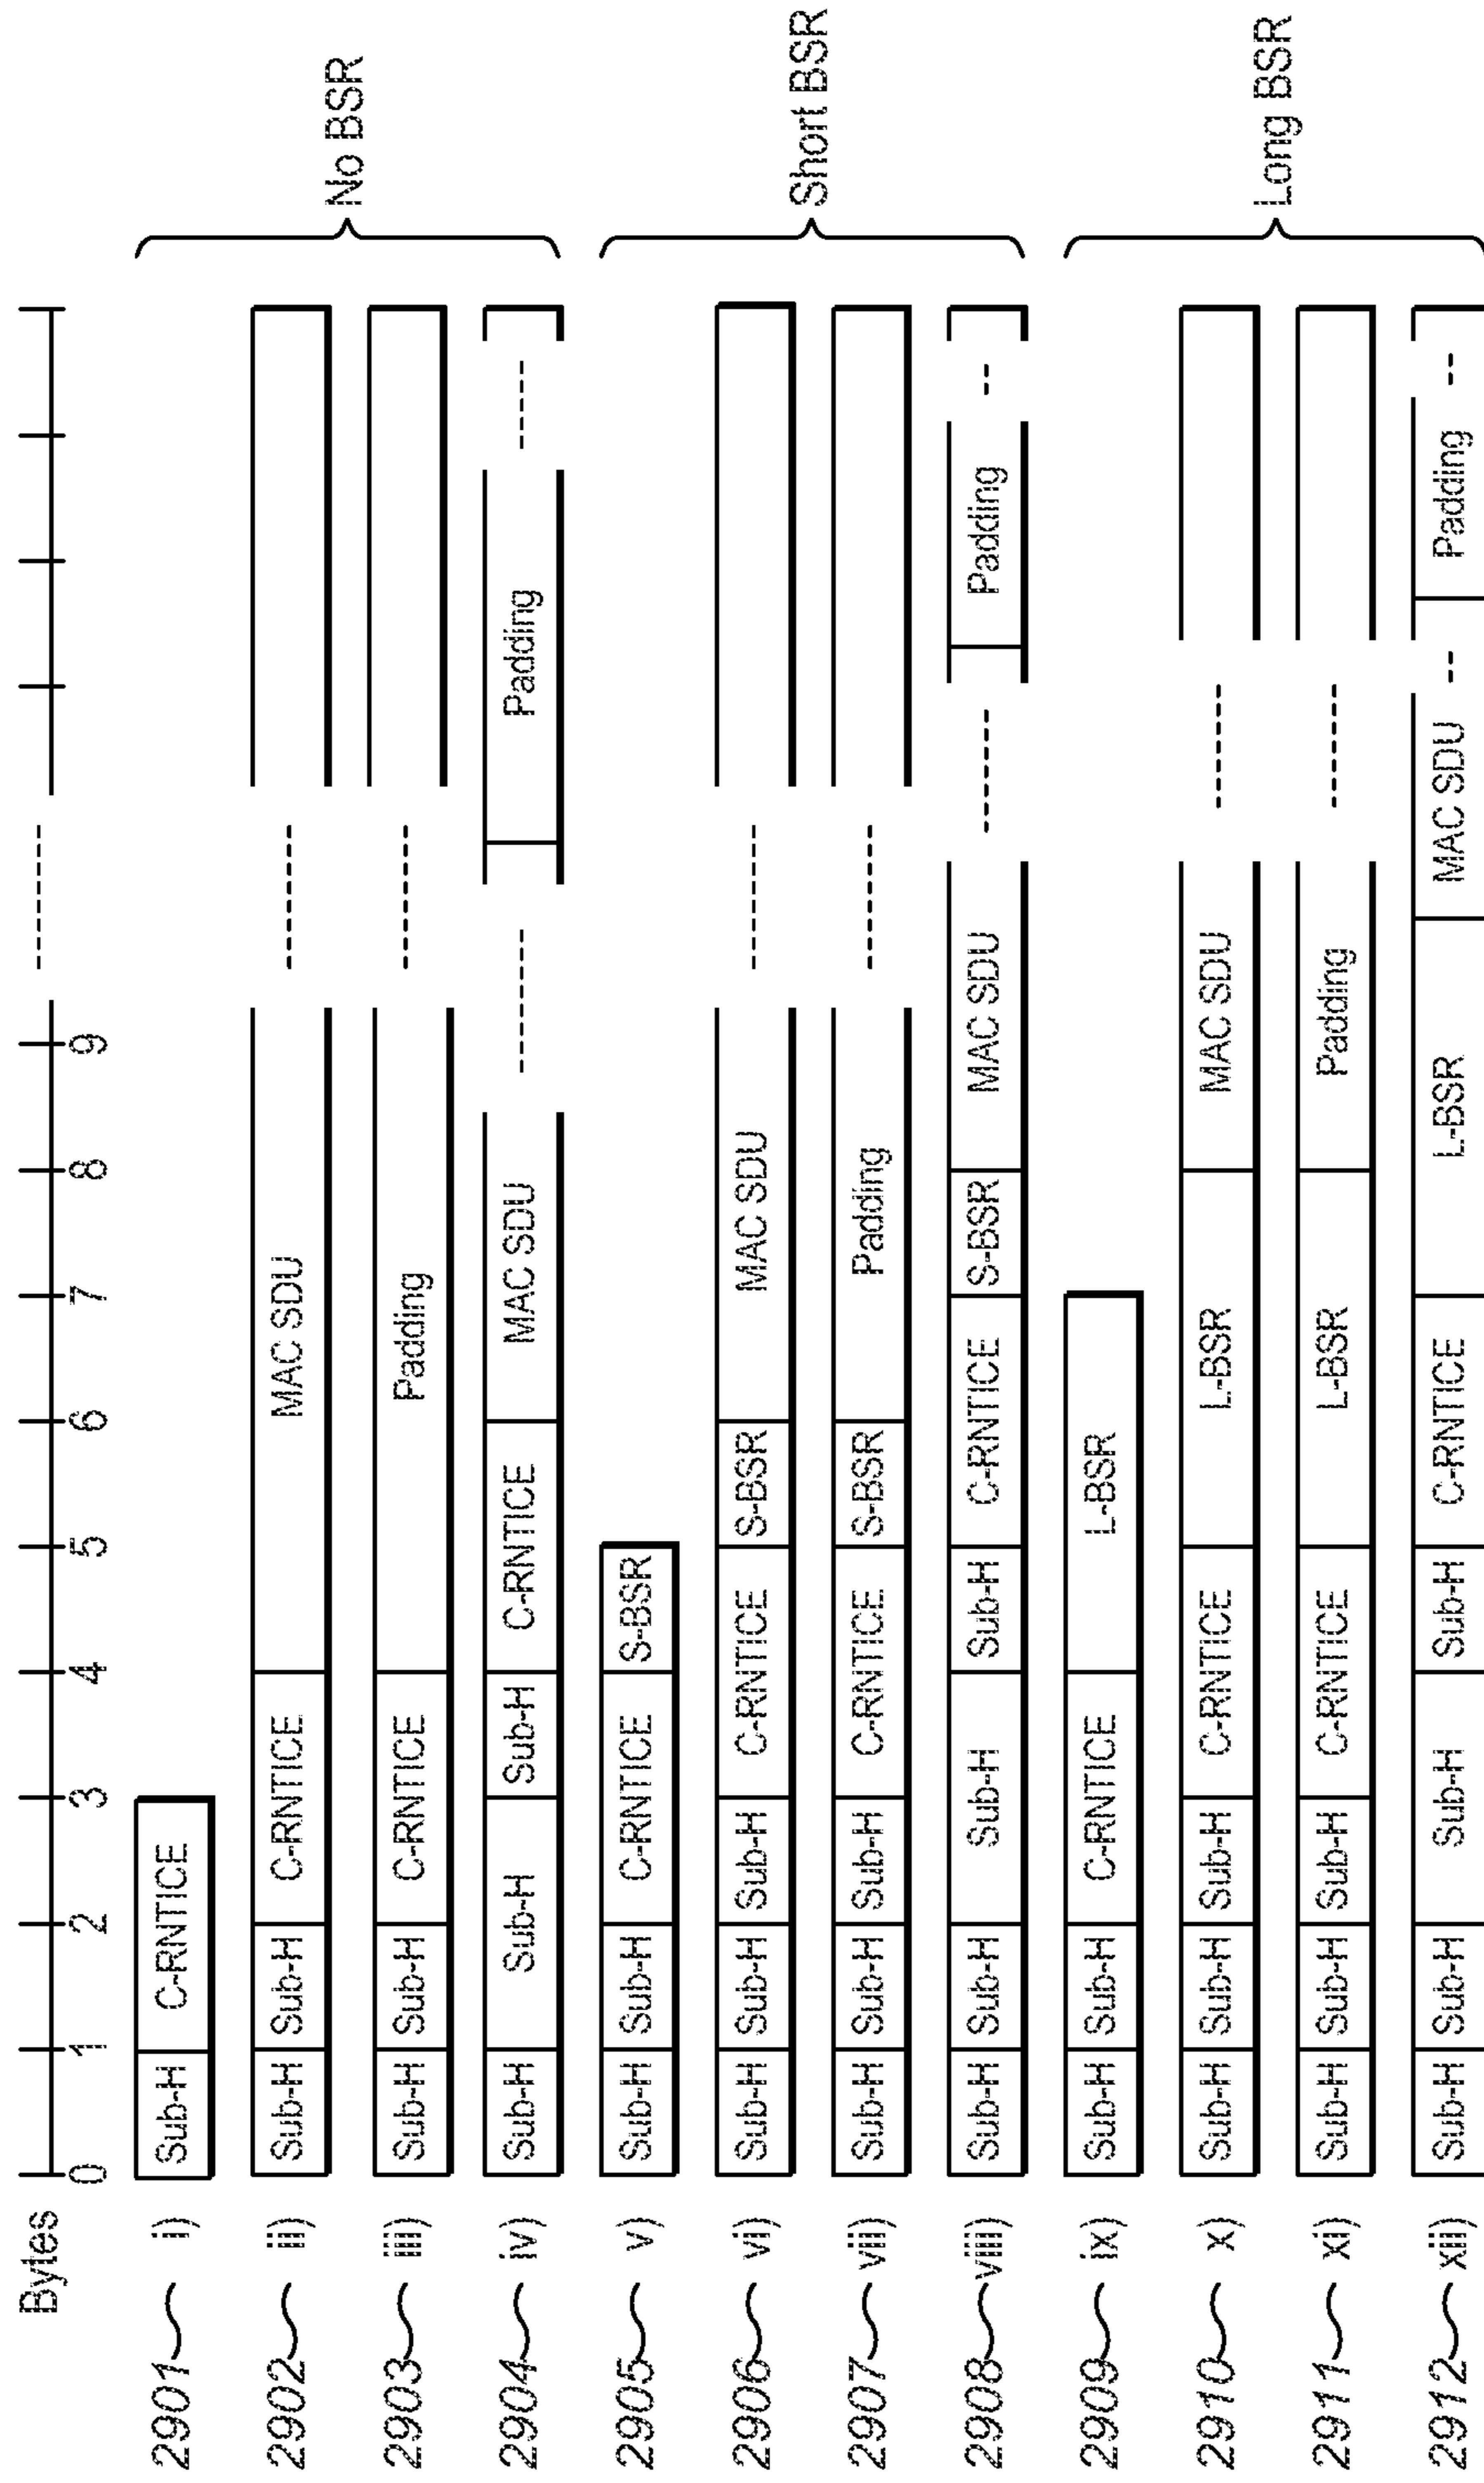 Bytes 0 1 2 3 4 5 6 7 8 9
2901 i) Sub-H C-RNTICE
2902 ii) Sub-H Sub-H C-RNTICE MAC SDU
2903 iii) Sub-H Sub-H C-RNTICE Padding
2904 iv) Sub-H Sub-H Sub-H C-RNTICE MAC SDU Padding
No BSR
2905 v) Sub-H Sub-H C-RNTICE S-BSR
2906 vi) Sub-H Sub-H Sub-H C-RNTICE S-BSR MAC SDU
2907 vii) Sub-H Sub-H Sub-H C-RNTICE S-BSR Padding
2908 viii) Sub-H Sub-H Sub-H Sub-H C-RNTICE S-BSR MAC SDU Padding
Short BSR
2909 ix) Sub-H Sub-H C-RNTICE L-BSR
2910 x) Sub-H Sub-H Sub-H C-RNTICE L-BSR MAC SDU
2911 xi) Sub-H Sub-H Sub-H C-RNTICE L-BSR Padding
2912 xii) Sub-H Sub-H Sub-H Sub-H C-RNTICE L-BSR MAC SDU Padding
Long BSR